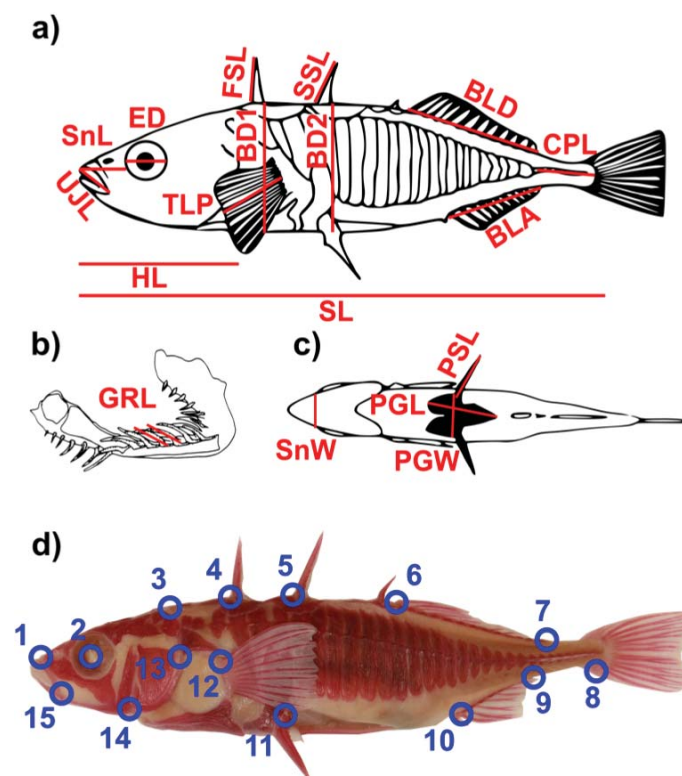 a)
FSL
SSL
BLD
ED
SnL
BD1
BD2
CPL
UJL
TLP
BLA
HL
SL
b)
c)
GRL
PSL
PGL
SnW
PGW
d)
1
2
3
4
5
6
7
13
12
15
14
11
10
9
8